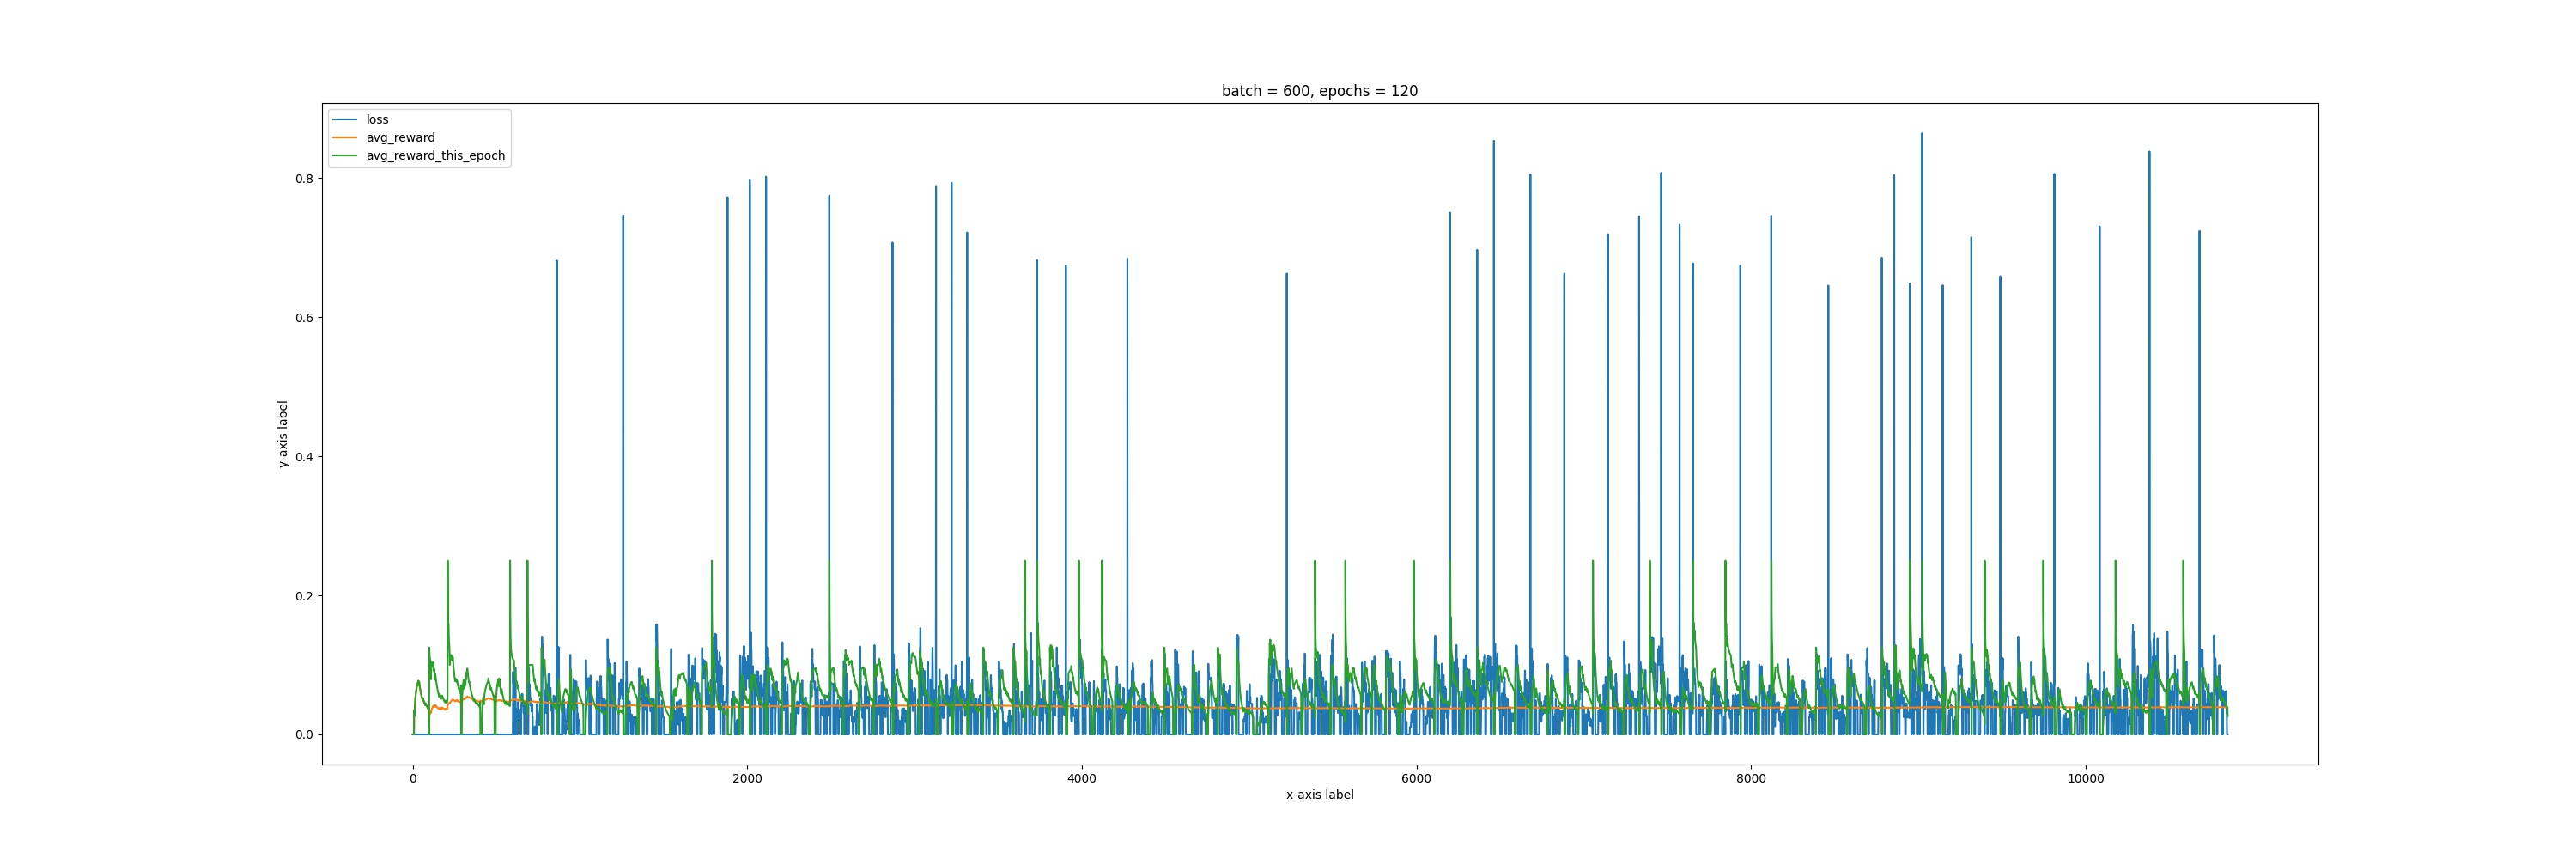 batch = 600, epochs = 120
loss
avg_reward
avg_reward_this_epoch
0.8
0.6
0.4
0.2
0.0
y-axis label
0 2000 4000 6000 8000 10000
x-axis label